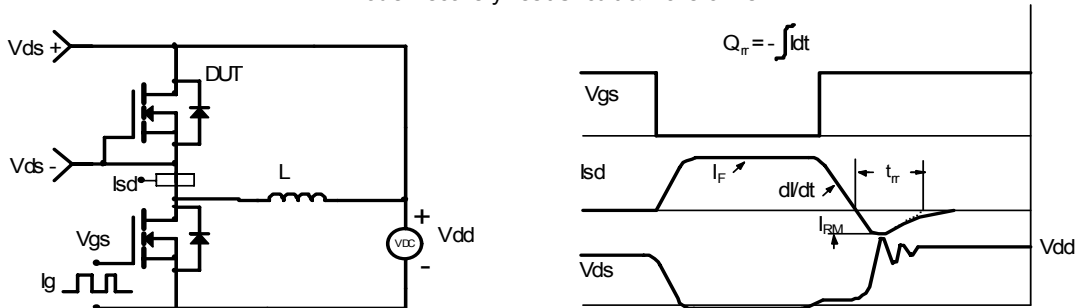 Vds +
DUT
Vds -
Isd
L
Vgs
Ig
VDC
+
Vdd
-
Qrr = - ∫Idt
Vgs
Isd
IF
dI/dt
trr
IRM
Vdd
Vds